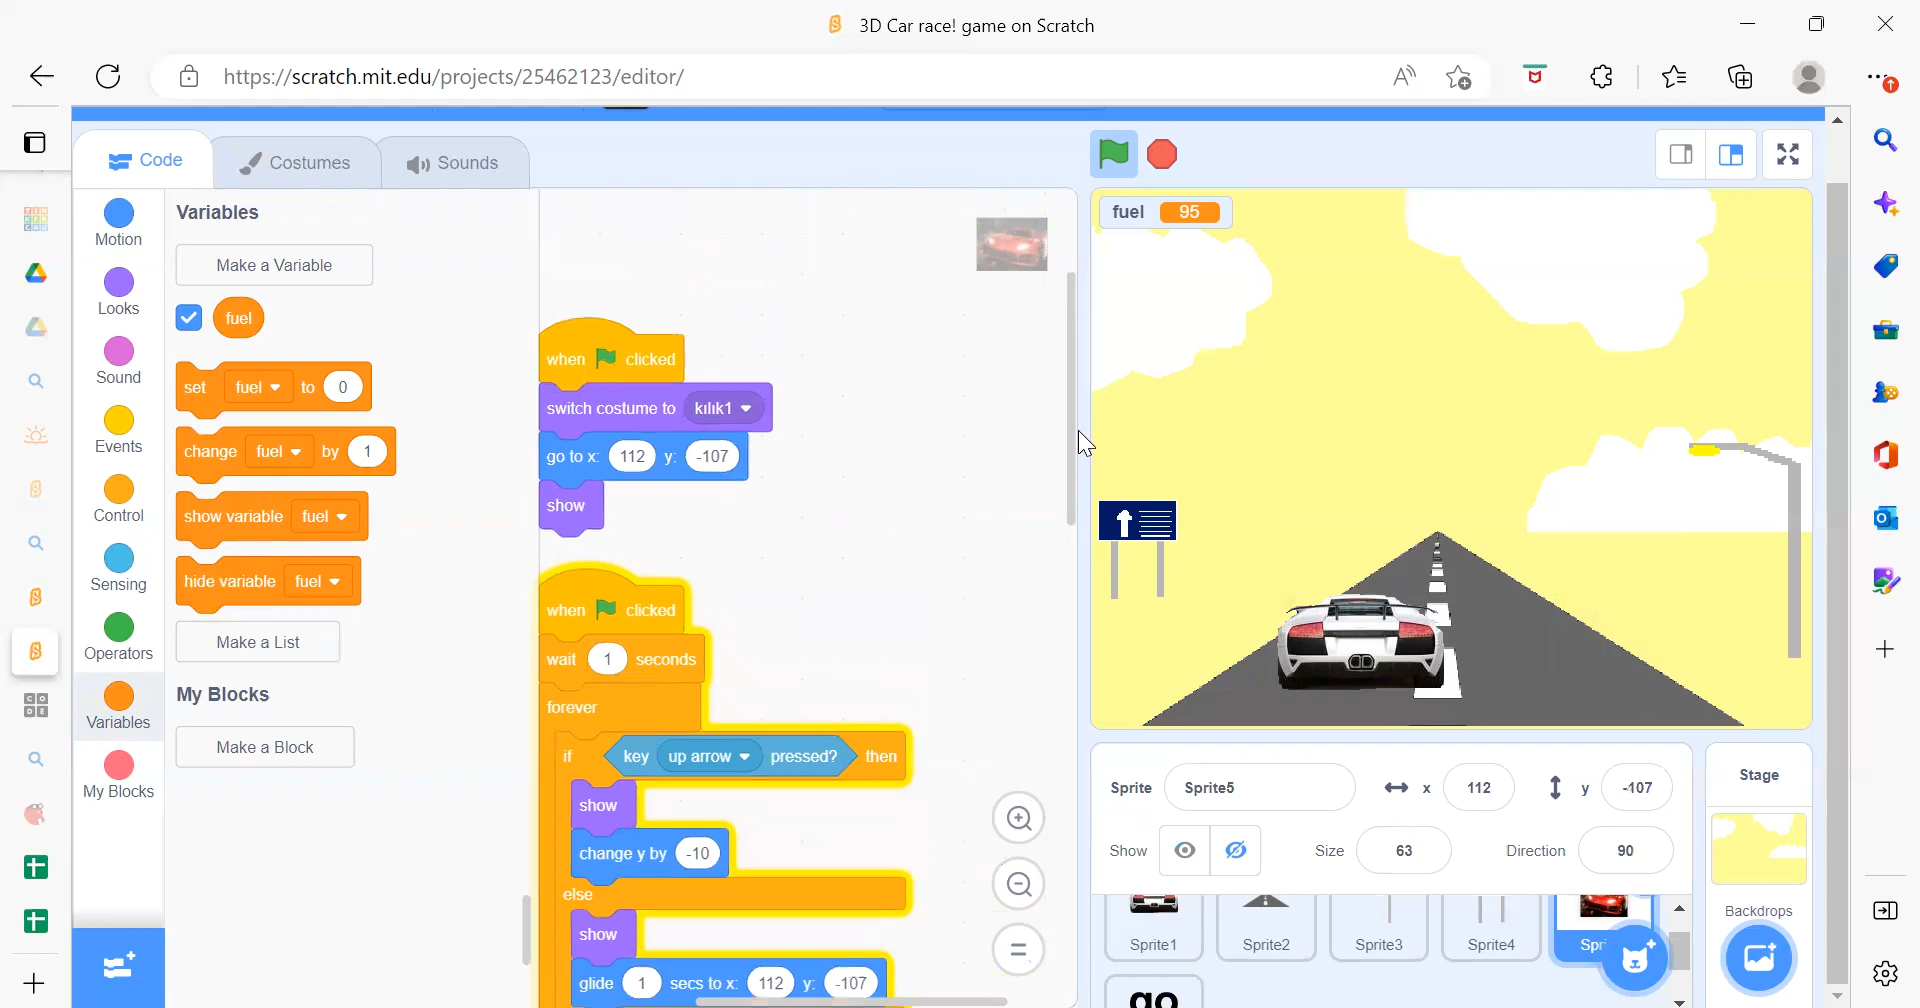 3D Car race! game on Scratch
https://scratch.mit.edu/projects/25462123/editor/
Code
Costumes
Sounds
Motion
Looks
Sound
Events
Control
Sensing
Operators
Variables
My Blocks
Variables
Make a Variable
fuel
set fuel to 0
change fuel by 1
show variable fuel
hide variable fuel
Make a List
My Blocks
Make a Block
when clicked
switch costume to kılık1
go to x: 112 y: -107
show
when clicked
wait 1 seconds
forever
if key up arrow pressed? then
show
change y by -10
else
show
glide 1 secs to x: 112 y: -107
fuel 95
Sprite Sprite5 x 112 y -107
Show Size 63 Direction 90
Sprite1
Sprite2
Sprite3
Sprite4
Spri
go
Stage
Backdrops